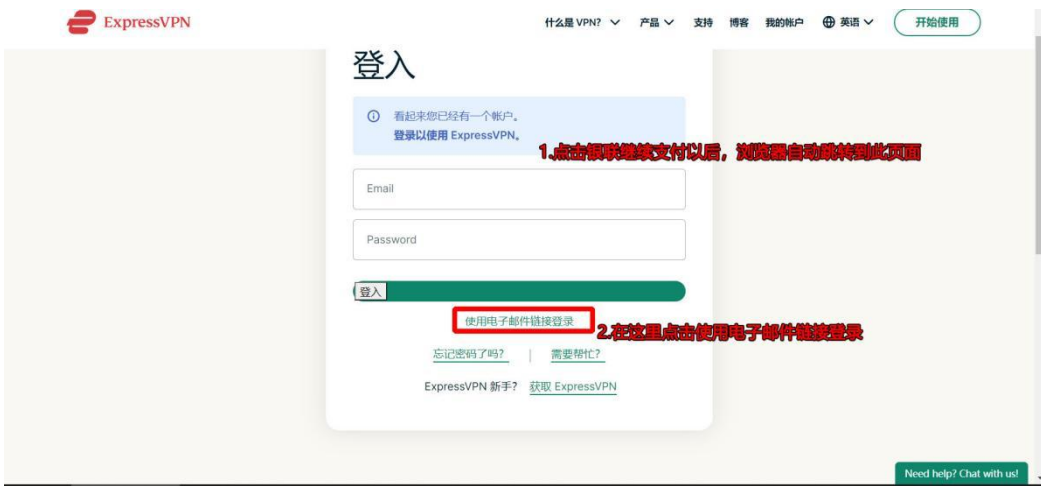 ExpressVPN
什么是 VPN? 产品 支持 博客 我的帐户 英语 开始使用
登入
看起来您已经有一个帐户。
登录以使用 ExpressVPN。
1.点击银联继续支付以后，浏览器自动跳转到此页面
Email
Password
登入
使用电子邮件链接登录
2.在这里点击使用电子邮件链接登录
忘记密码了吗? | 需要帮忙?
ExpressVPN 新手? 获取 ExpressVPN
Need help? Chat with us!